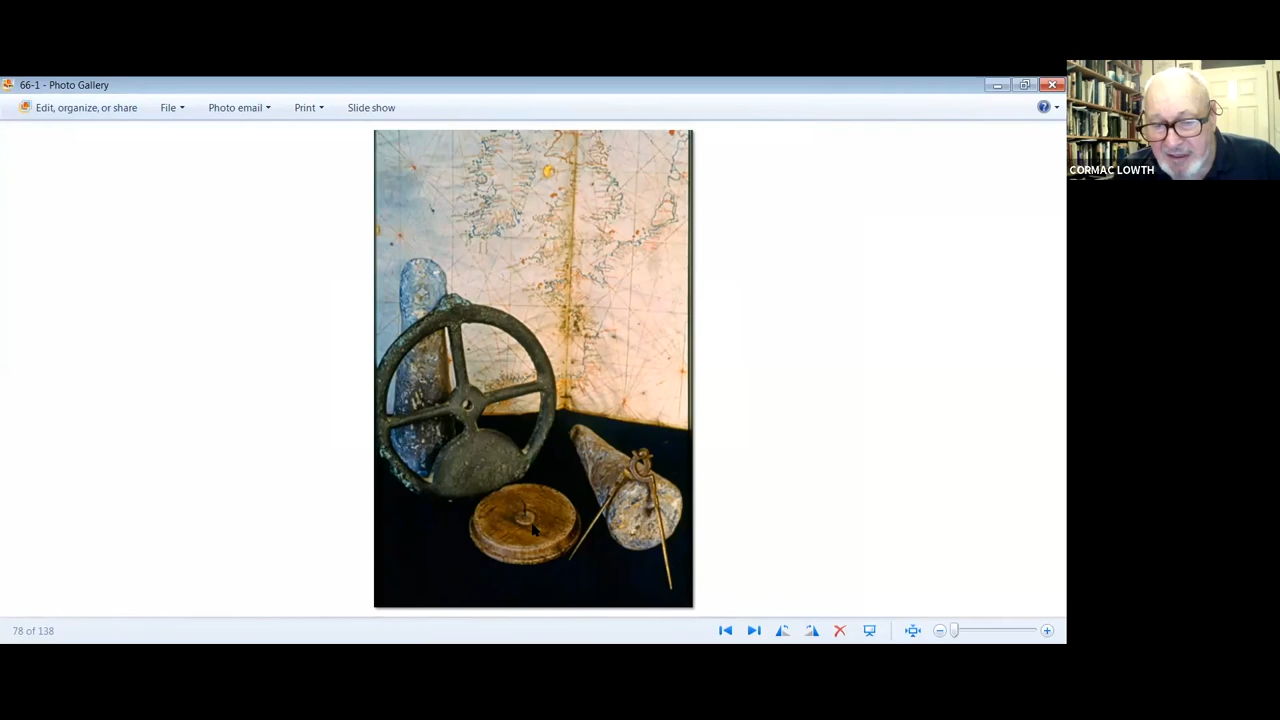 66-1 - Photo Gallery
Edit, organize, or share File Photo email Print Slide show
CORMAC LOWTH
78 of 138